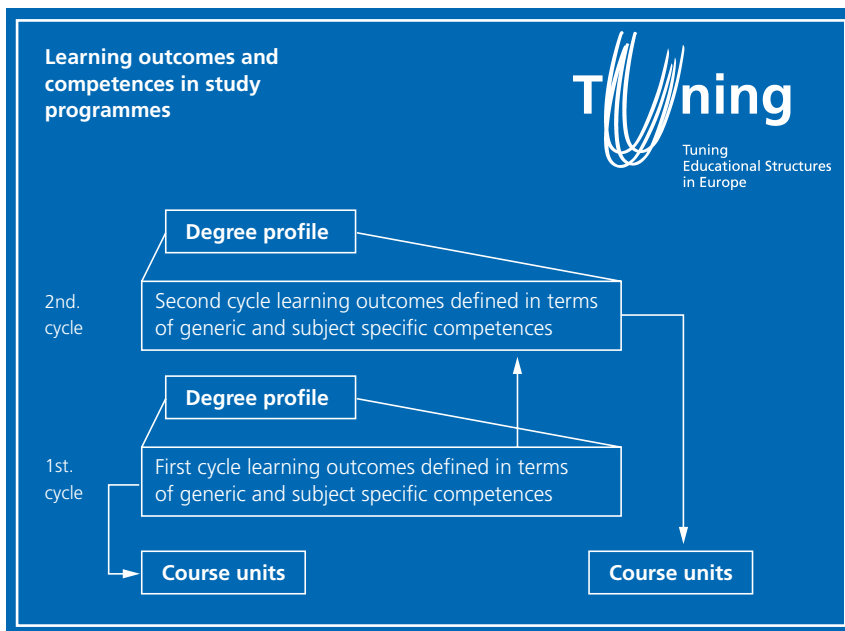 Learning outcomes and
competences in study
programmes
Tuning
Tuning
Educational Structures
in Europe
Degree profile
2nd.
cycle
Second cycle learning outcomes defined in terms
of generic and subject specific competences
Degree profile
1st.
cycle
First cycle learning outcomes defined in terms
of generic and subject specific competences
Course units
Course units